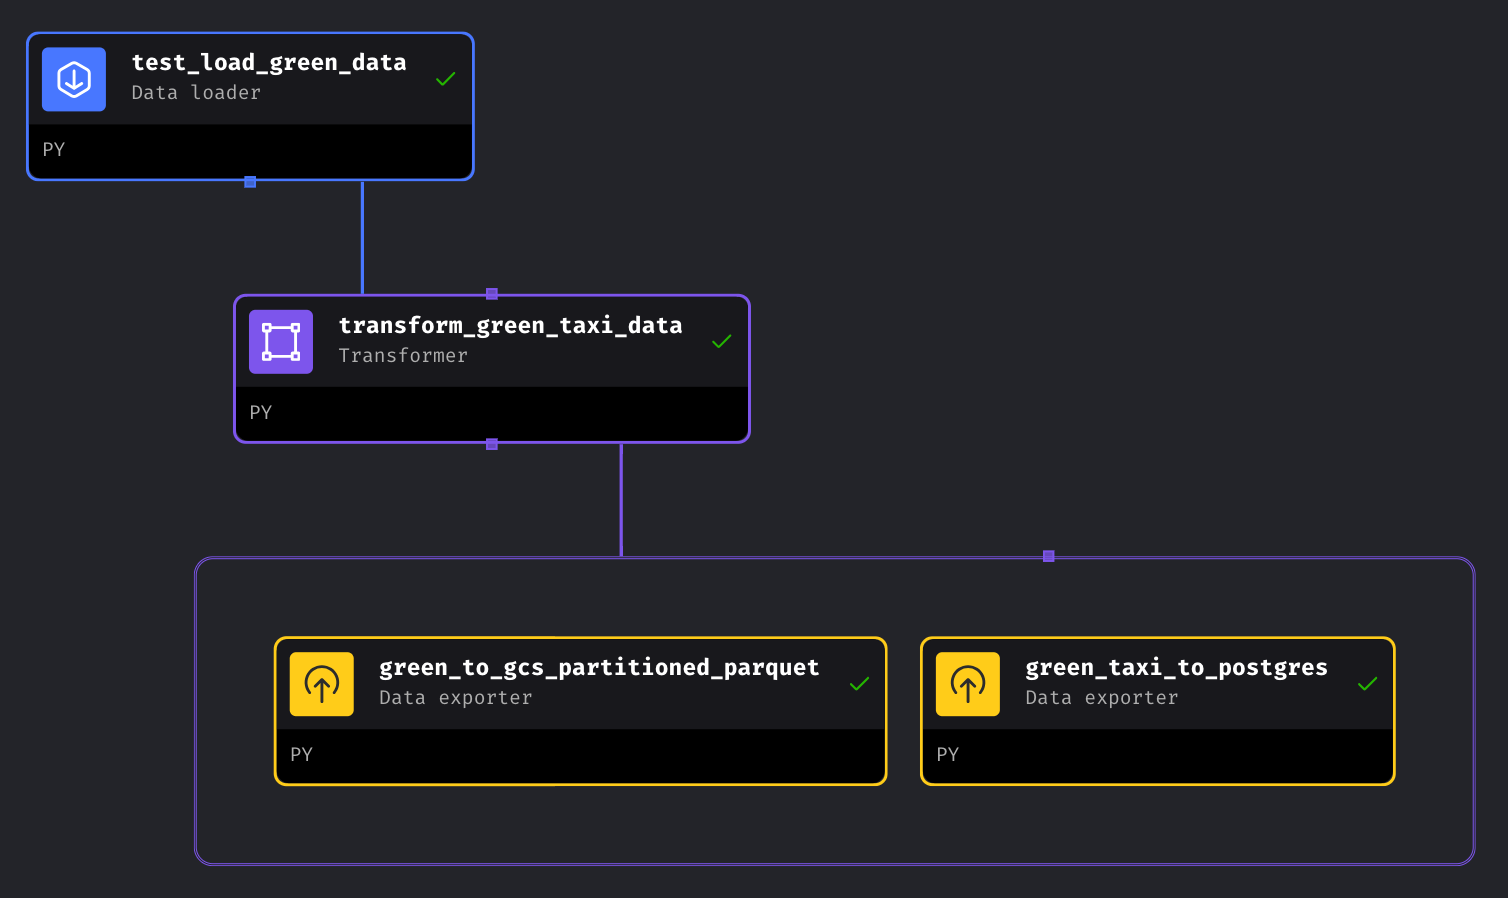 test_load_green_data
Data loader
PY
transform_green_taxi_data
Transformer
PY
green_to_gcs_partitioned_parquet
Data exporter
PY
green_taxi_to_postgres
Data exporter
PY